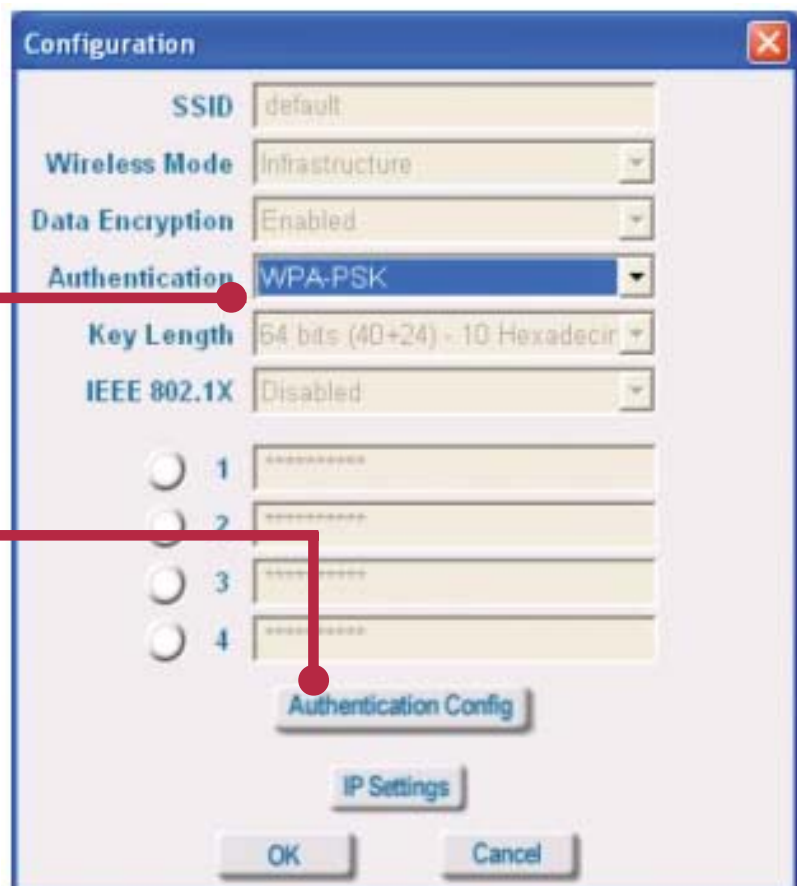 Configuration
SSID default
Wireless Mode Infrastructure
Data Encryption Enabled
Authentication WPA-PSK
Key Length 64 bits (40+24) - 10 Hexadecir
IEEE 802.1X Disabled
1 **********
2 **********
3 **********
4 **********
Authentication Config
IP Settings
OK Cancel